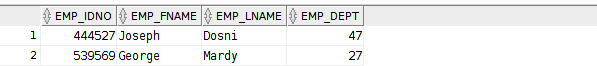 EMP_IDNO EMP_FNAME EMP_LNAME EMP_DEPT
1 444527 Joseph Dosni 47
2 539569 George Mardy 27